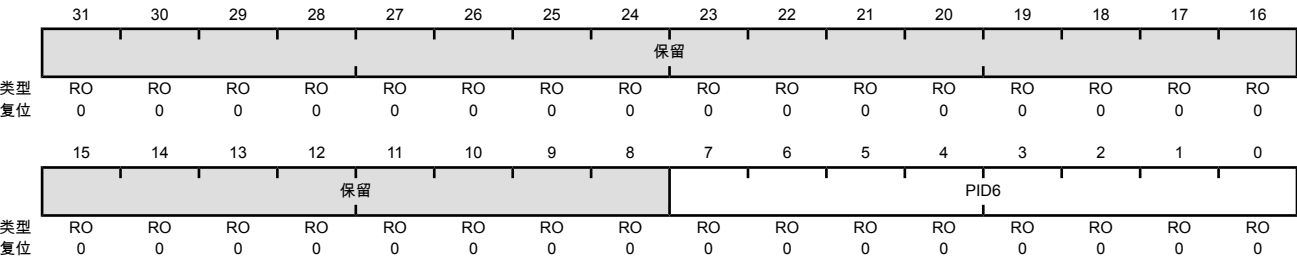 31 30 29 28 27 26 25 24 23 22 21 20 19 18 17 16
保留
类型 RO RO RO RO RO RO RO RO RO RO RO RO RO RO RO RO
复位 0 0 0 0 0 0 0 0 0 0 0 0 0 0 0 0
15 14 13 12 11 10 9 8 7 6 5 4 3 2 1 0
保留 PID6
类型 RO RO RO RO RO RO RO RO RO RO RO RO RO RO RO RO
复位 0 0 0 0 0 0 0 0 0 0 0 0 0 0 0 0